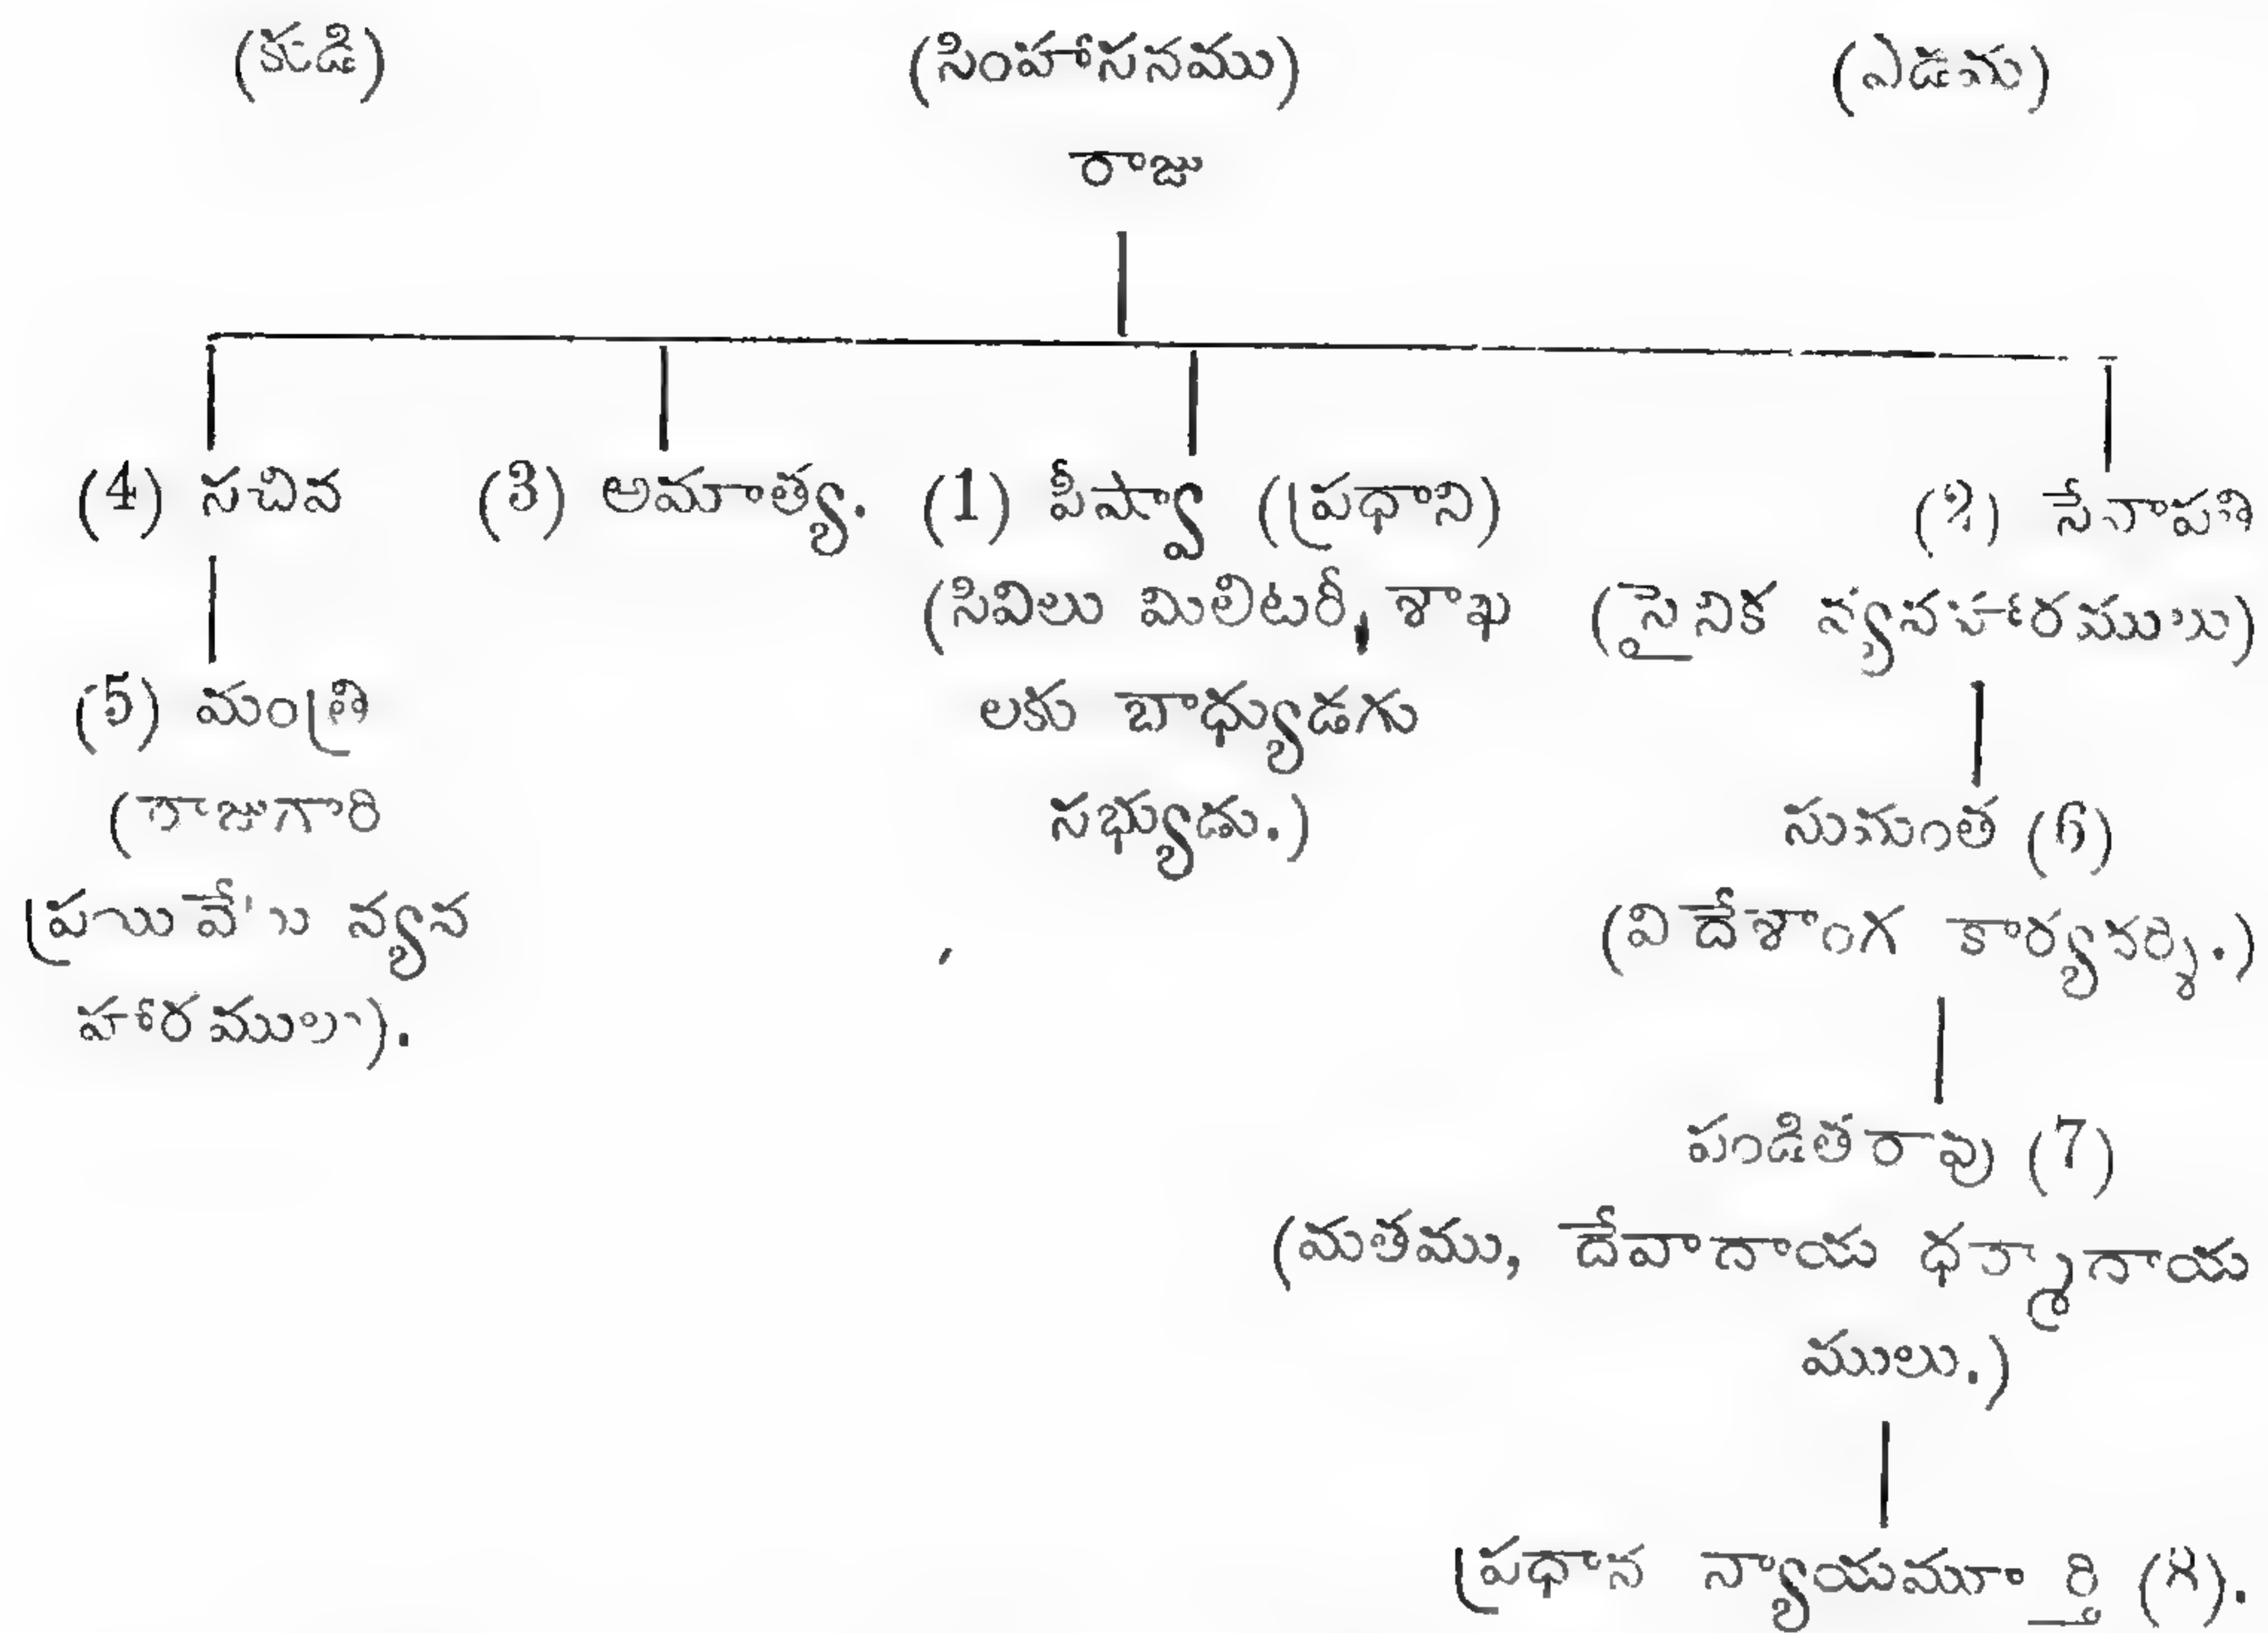 (కుడి) (సింహాసనము) (ఎడమ)
రాజు
(4) సచివ (3) అమాత్య. (1) పీష్వా (ప్రధాని) (2) సేనాపతి
(సివిలు మిలిటరీ, శాఖ (సైనిక వ్యవహారములు)
(5) మంత్రి లకు బాధ్యుడగు
(రాజుగారి సభ్యుడు.) సుమంత (6)
ప్రయివేటు వ్యవ (విదేశాంగ కార్యదర్శి.)
హారములు).
పండితరావు (7)
(మతము, దేవాదాయ ధర్మాదాయ
ములు.)
ప్రధాన న్యాయమూర్తి (8).